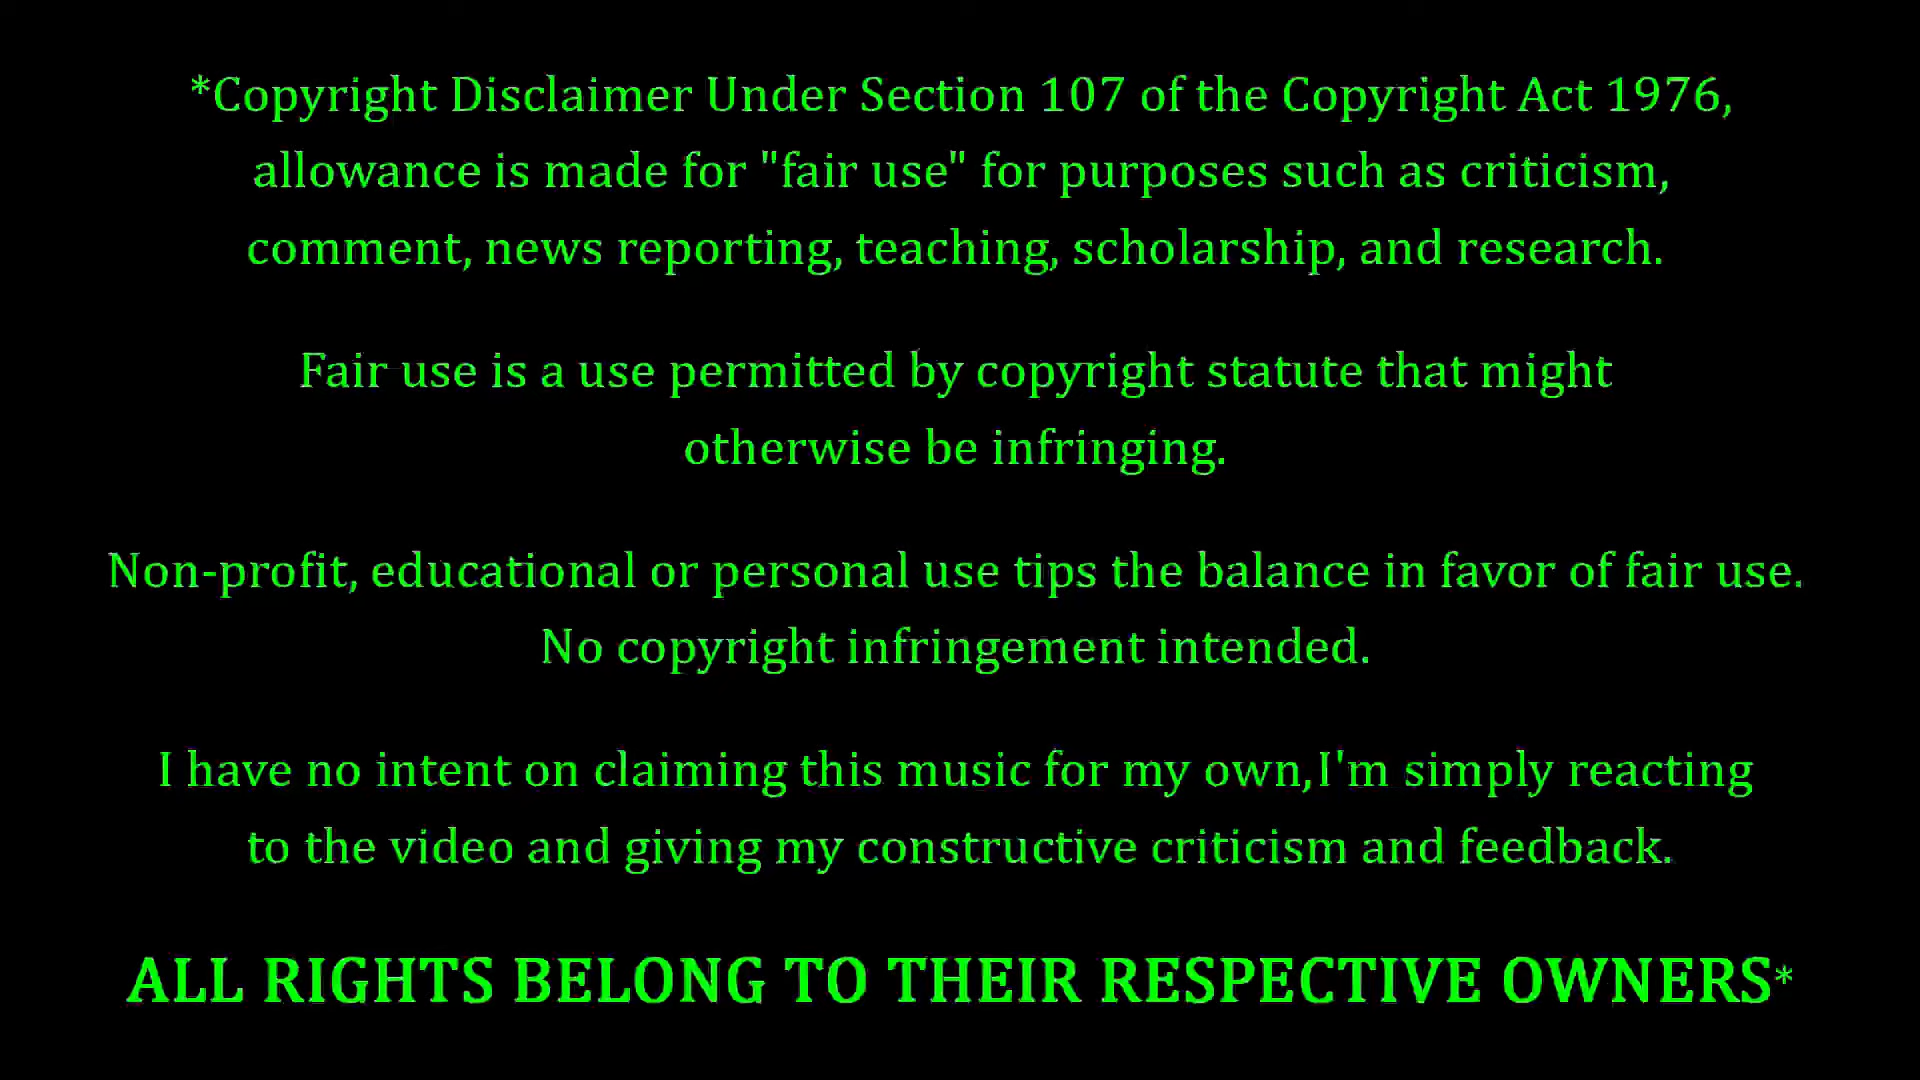 *Copyright Disclaimer Under Section 107 of the Copyright Act 1976,
allowance is made for "fair use" for purposes such as criticism,
comment, news reporting, teaching, scholarship, and research.
Fair use is a use permitted by copyright statute that might
otherwise be infringing.
Non-profit, educational or personal use tips the balance in favor of fair use.
No copyright infringement intended.
I have no intent on claiming this music for my own,I'm simply reacting
to the video and giving my constructive criticism and feedback.
ALL RIGHTS BELONG TO THEIR RESPECTIVE OWNERS*